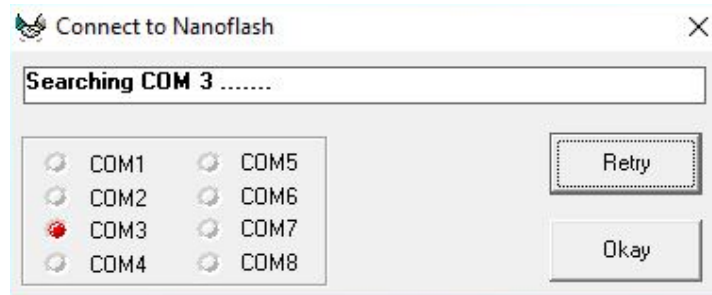 Connect to Nanoflash
Searching COM 3 .......
COM1 COM5
COM2 COM6
COM3 COM7
COM4 COM8
Retry
Okay